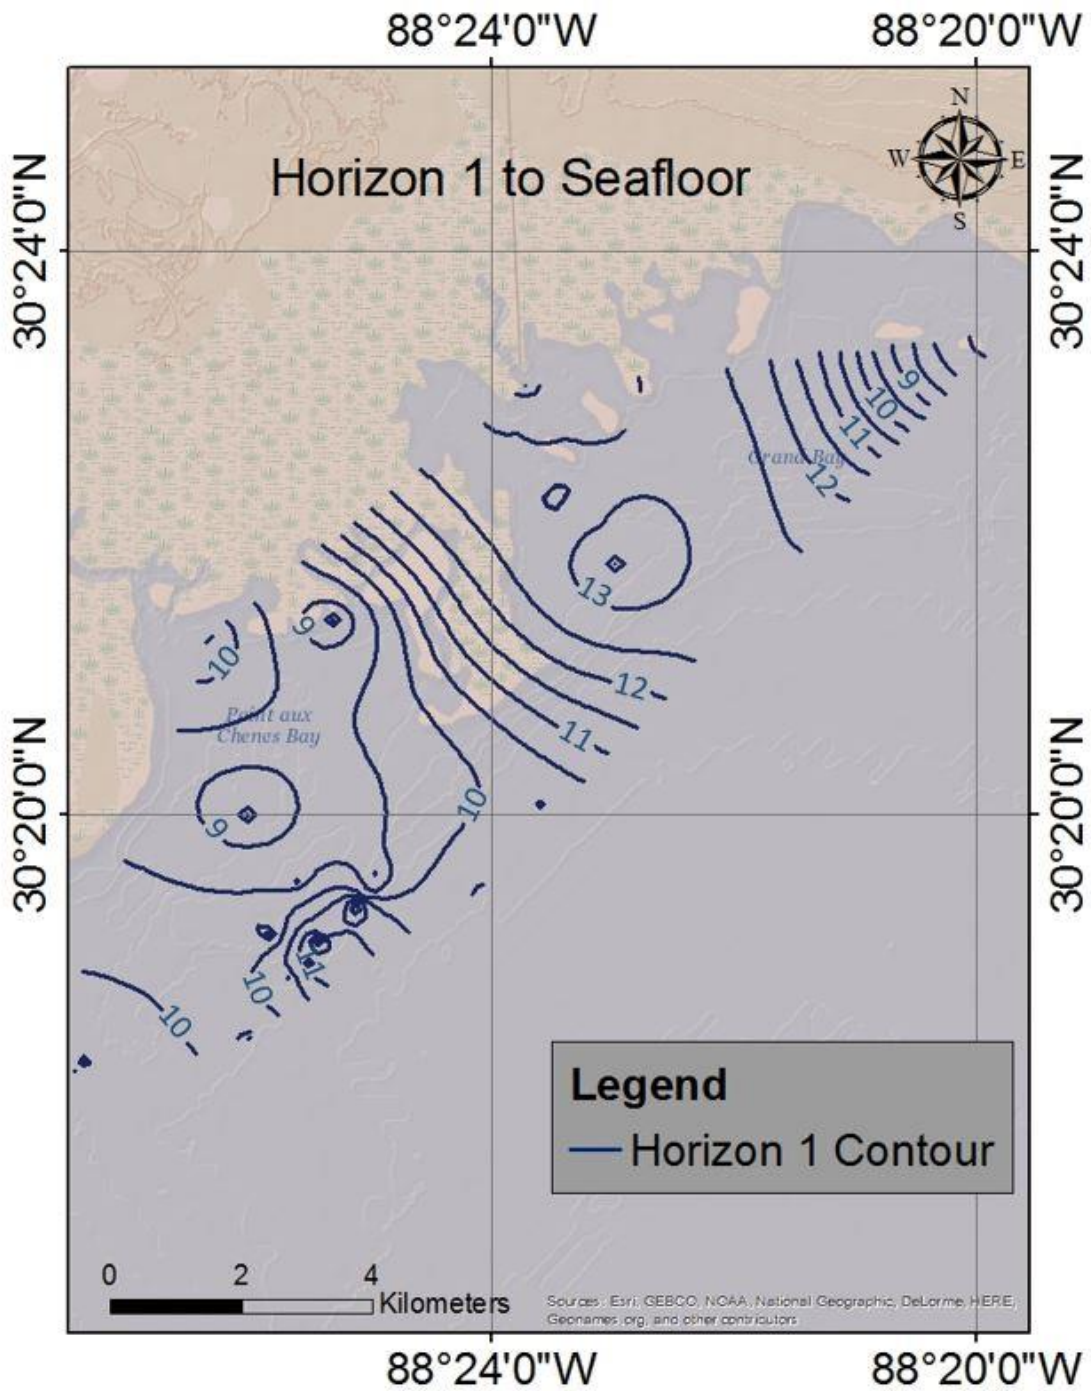 88°24'0"W 88°20'0"W
N
W E
S
Horizon 1 to Seafloor
30°24'0"N 30°24'0"N
9
10
11
Grand Bay
12
13
9
10
12
Point aux
Chenes Bay
11
10
9
30°20'0"N 30°20'0"N
11
10
10
Legend
Horizon 1 Contour
0 2 4
Kilometers
Sources: Esri, GEBCO, NOAA, National Geographic, DeLorme, HERE,
Geonames.org, and other contributors
88°24'0"W 88°20'0"W